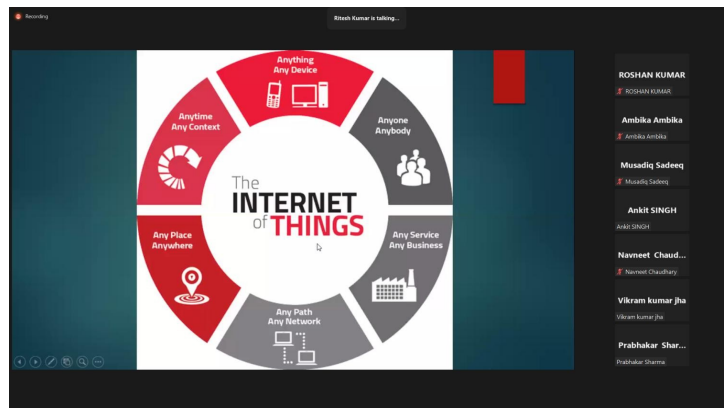 Recording
Ritesh Kumar is talking...
Anything
Any Device
Anytime
Any Context
Anyone
Anybody
The
INTERNET
of THINGS
Any Place
Anywhere
Any Service
Any Business
Any Path
Any Network
ROSHAN KUMAR
ROSHAN KUMAR
Ambika Ambika
Ambika Ambika
Musadiq Sadeeq
Musadiq Sadeeq
Ankit SINGH
Ankit SINGH
Navneet Chaud...
Navneet Chaudhary
Vikram kumar jha
Vikram kumar jha
Prabhakar Shar...
Prabhakar Sharma